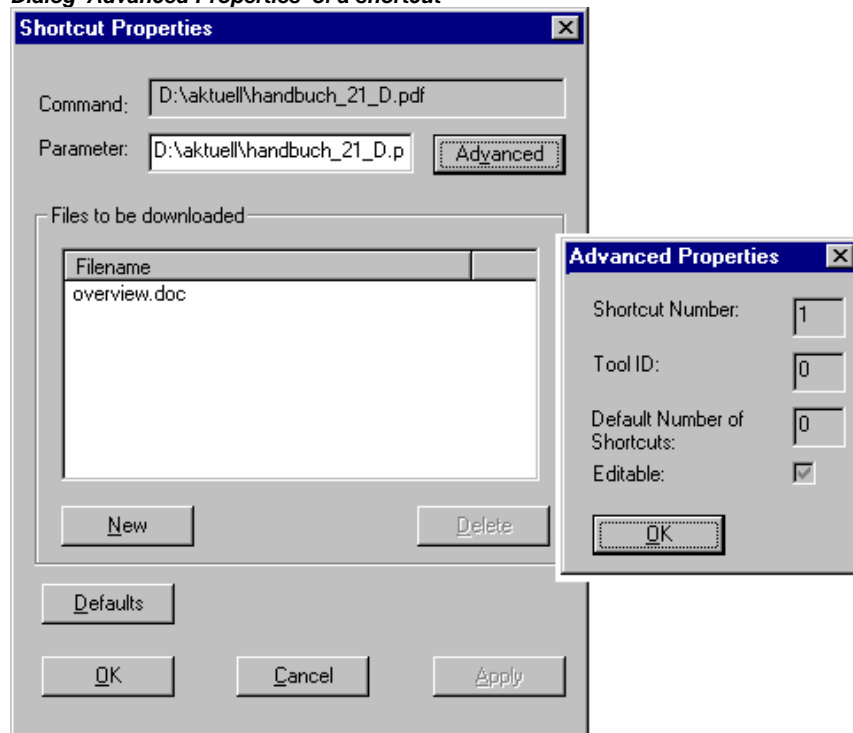 Dialog 'Advanced Properties' of a shortcut
Shortcut Properties
Command:
D:\aktuell\handbuch_21_D.pdf
Parameter:
D:\aktuell\handbuch_21_D.p
Advanced
Files to be downloaded
Filename
overview.doc
New
Delete
Defaults
OK
Cancel
Apply
Advanced Properties
Shortcut Number:
1
Tool ID:
0
Default Number of
Shortcuts:
0
Editable:
OK